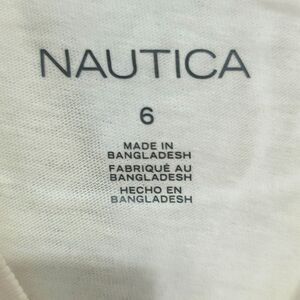 NAUTICA
6
MADE IN
BANGLADESH
FABRIQUÉ AU
BANGLADESH
HECHO EN
BANGLADESH